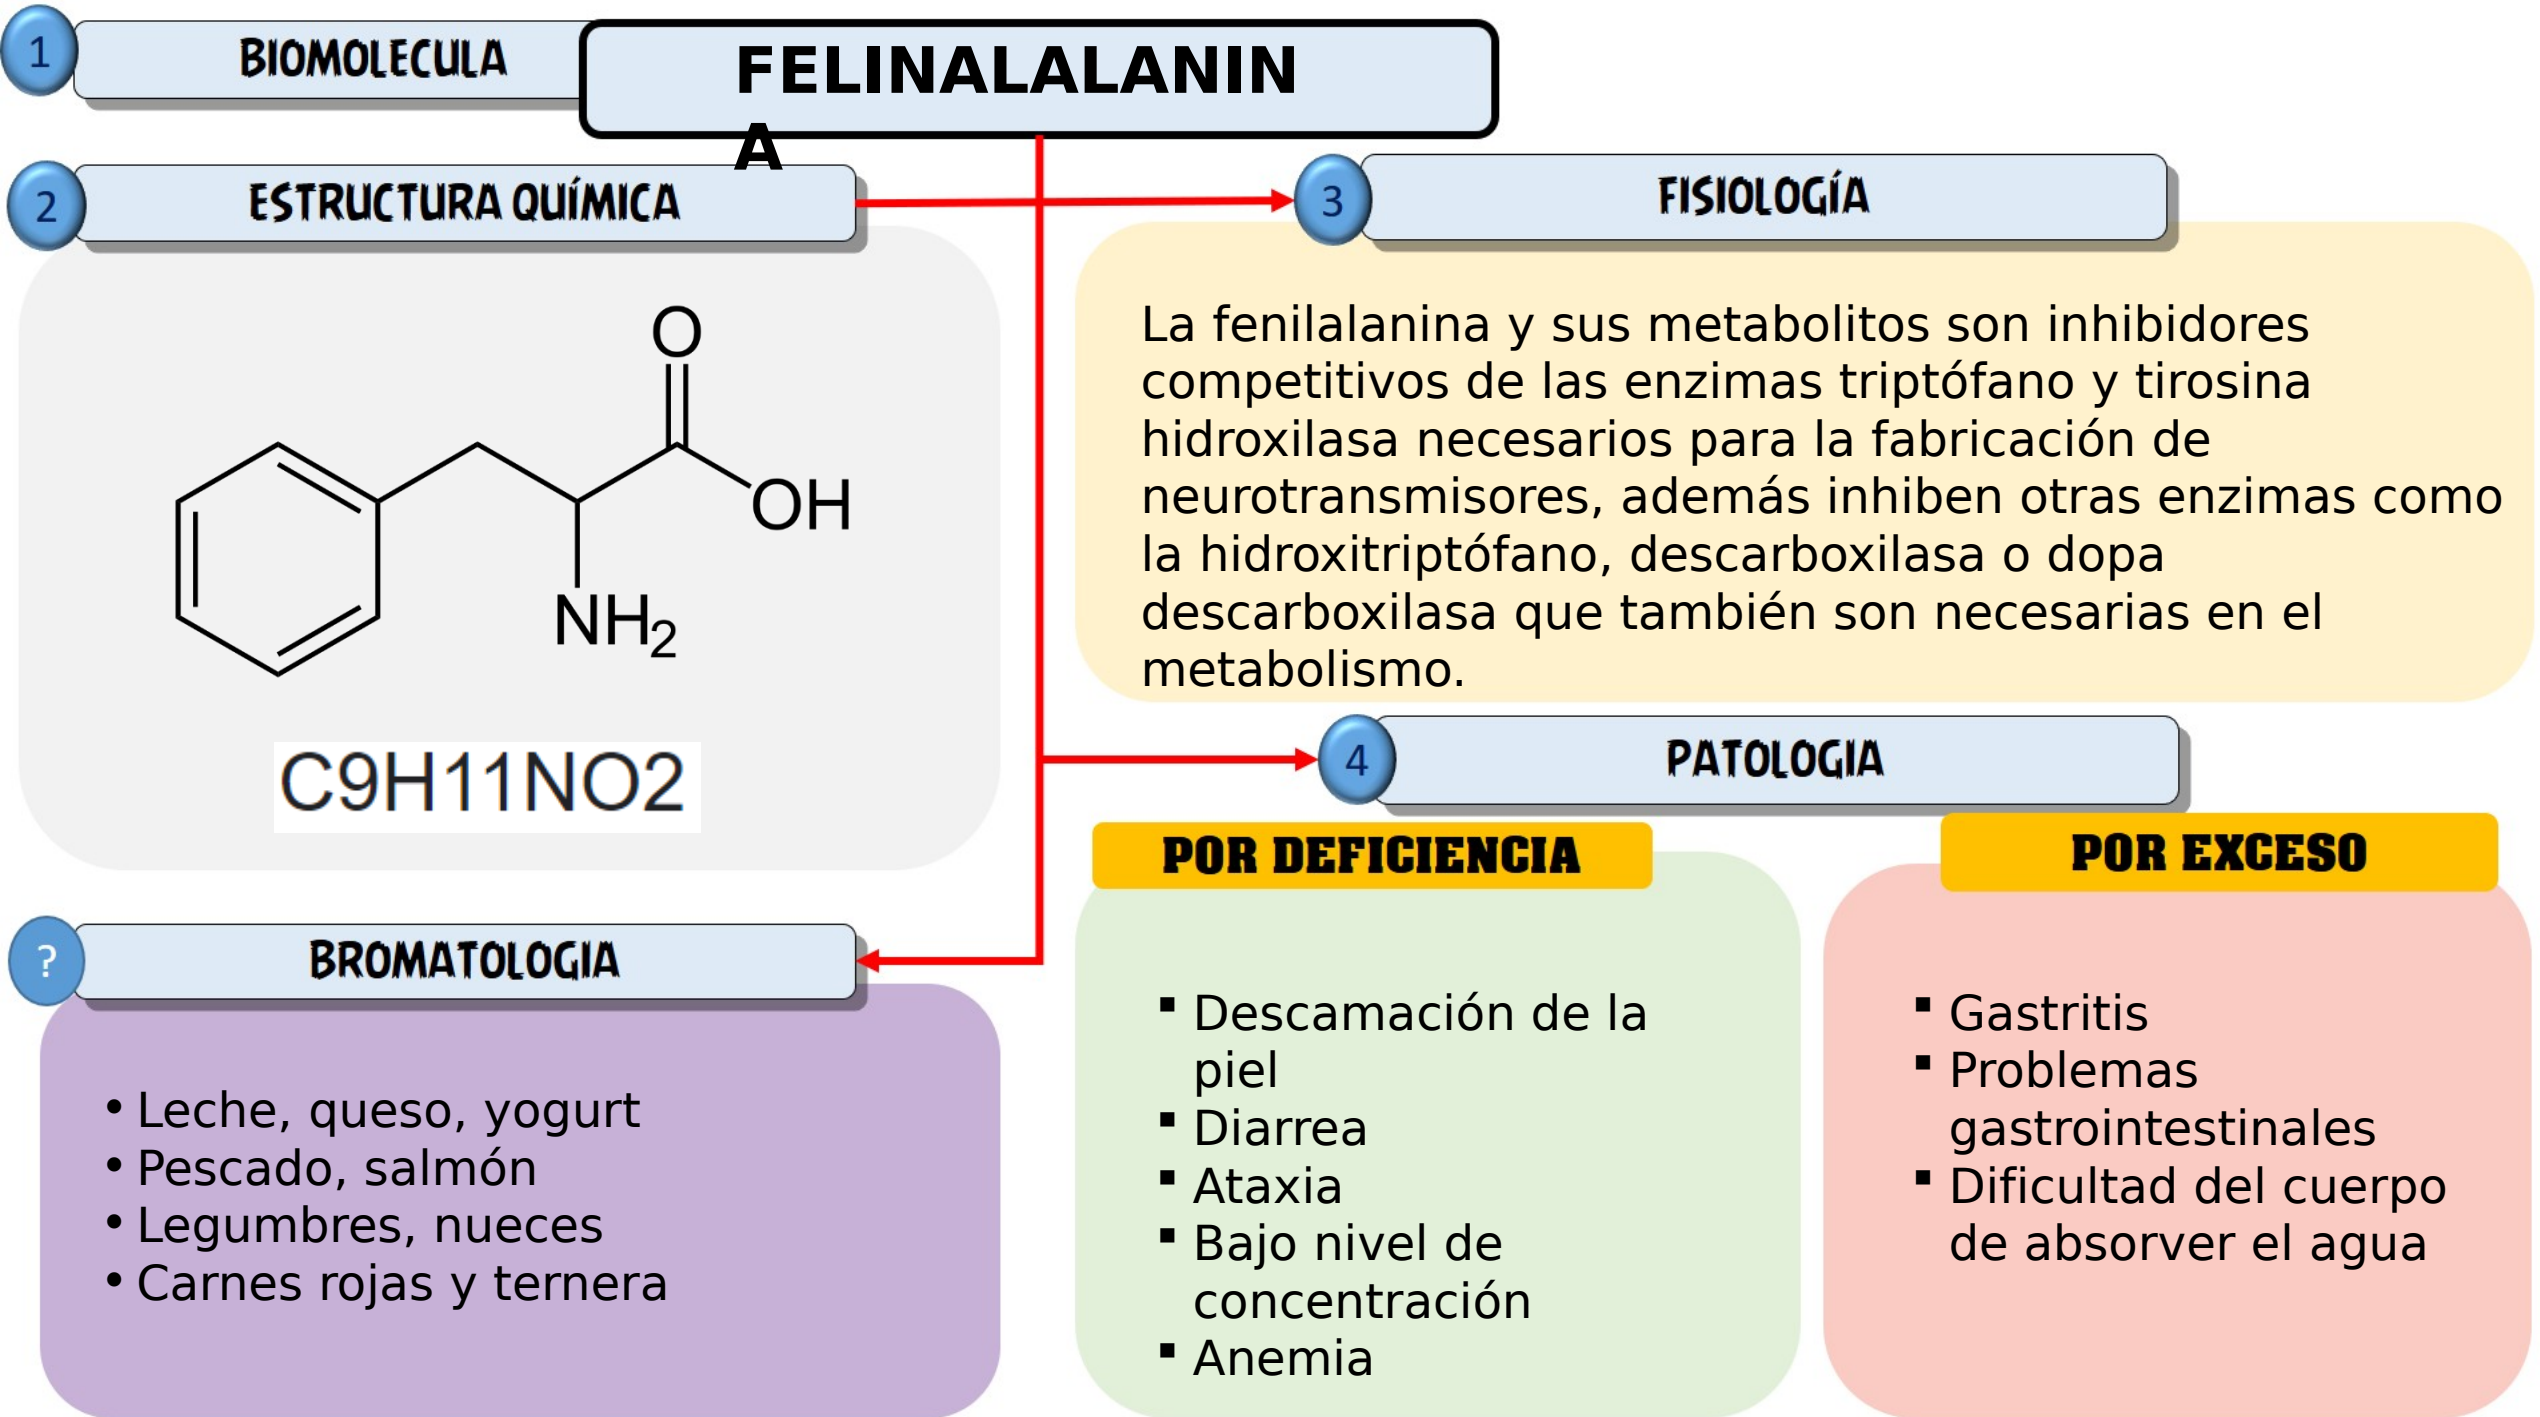 1
BIOMOLECULA
FELINALALANIN
A
2
ESTRUCTURA QUÍMICA
3
FISIOLOGÍA
O
OH
NH2
C9H11NO2
La fenilalanina y sus metabolitos son inhibidores
competitivos de las enzimas triptófano y tirosina
hidroxilasa necesarios para la fabricación de
neurotransmisores, además inhiben otras enzimas como
la hidroxitriptófano, descarboxilasa o dopa
descarboxilasa que también son necesarias en el
metabolismo.
4
PATOLOGIA
POR DEFICIENCIA
▪ Descamación de la
piel
▪ Diarrea
▪ Ataxia
▪ Bajo nivel de
concentración
▪ Anemia
POR EXCESO
▪ Gastritis
▪ Problemas
gastrointestinales
▪ Dificultad del cuerpo
de absorver el agua
?
BROMATOLOGIA
• Leche, queso, yogurt
• Pescado, salmón
• Legumbres, nueces
• Carnes rojas y ternera